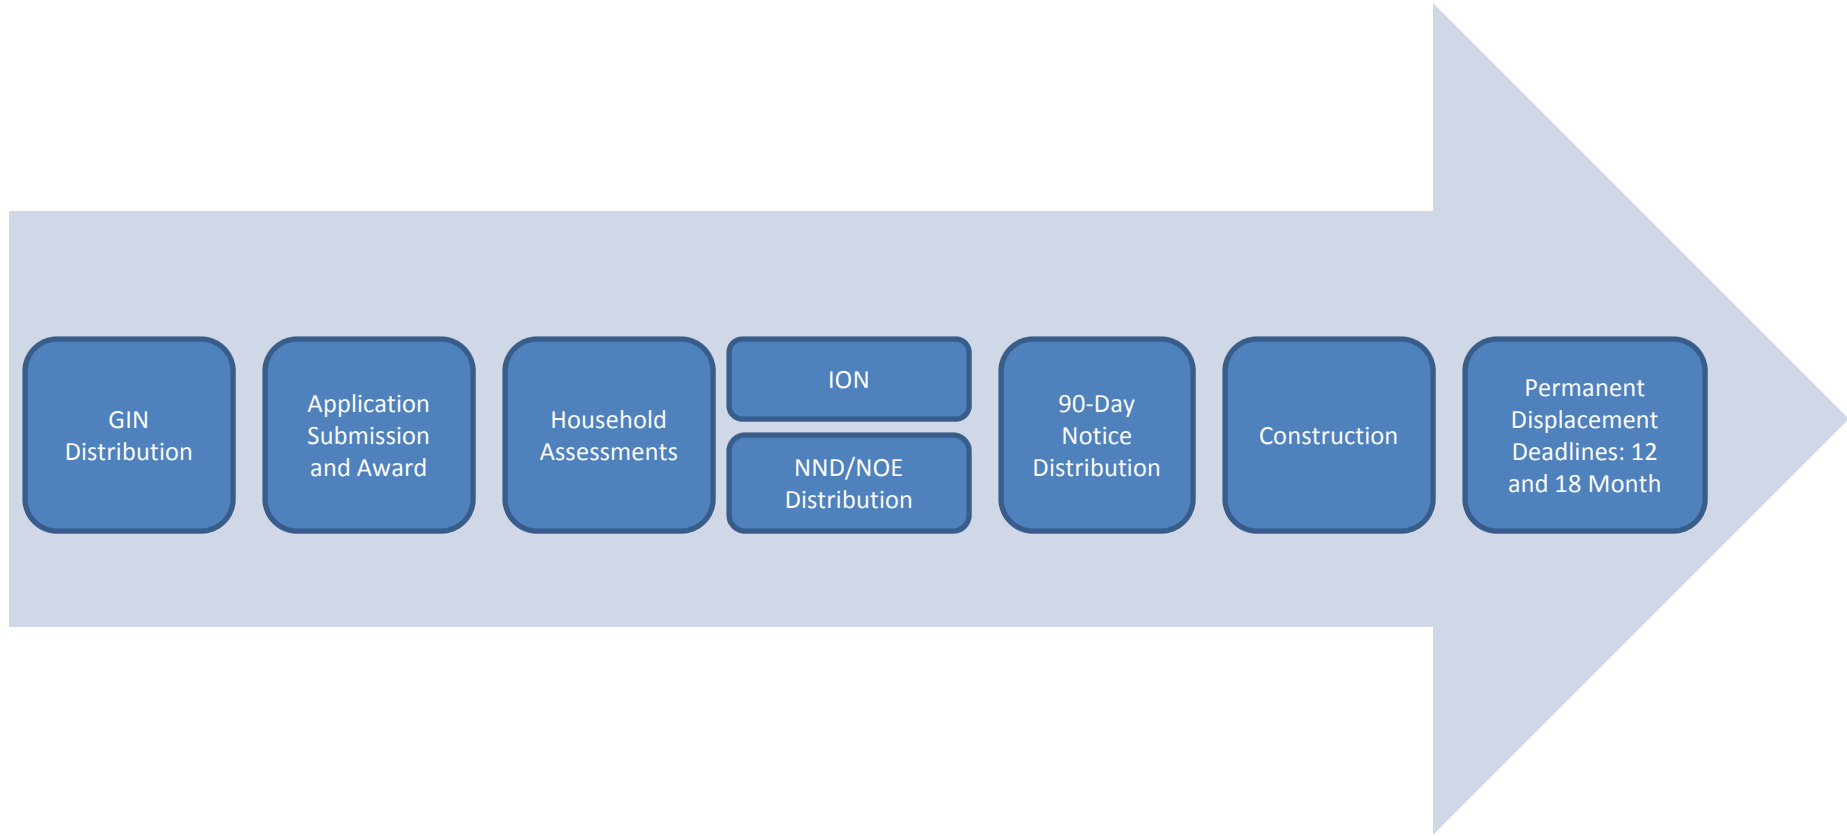 GIN
Distribution
Application
Submission
and Award
Household
Assessments
ION
NND/NOE
Distribution
90-Day
Notice
Distribution
Construction
Permanent
Displacement
Deadlines: 12
and 18 Month